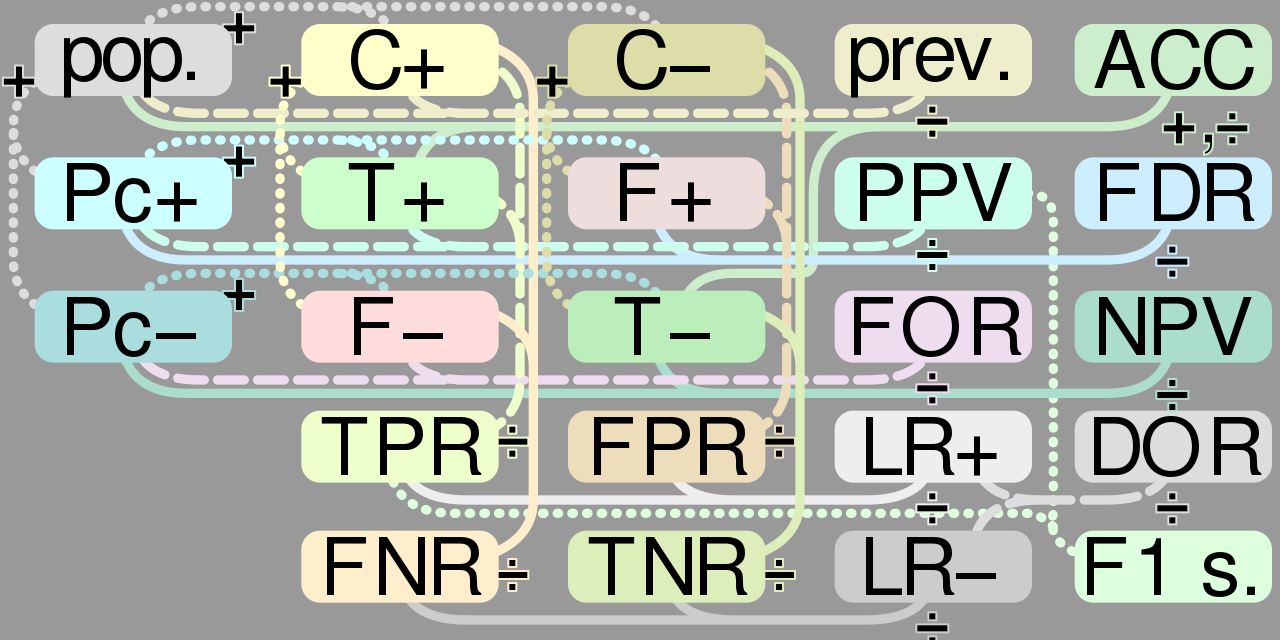 pop. + C+ C− prev. ACC
+ + + ÷ +,÷
Pc+ + T+ F+ PPV FDR
÷ ÷
Pc− + F− T− FOR NPV
÷ ÷
TPR ÷ FPR ÷ LR+ DOR
÷ ÷
FNR ÷ TNR ÷ LR− F1 s.
÷